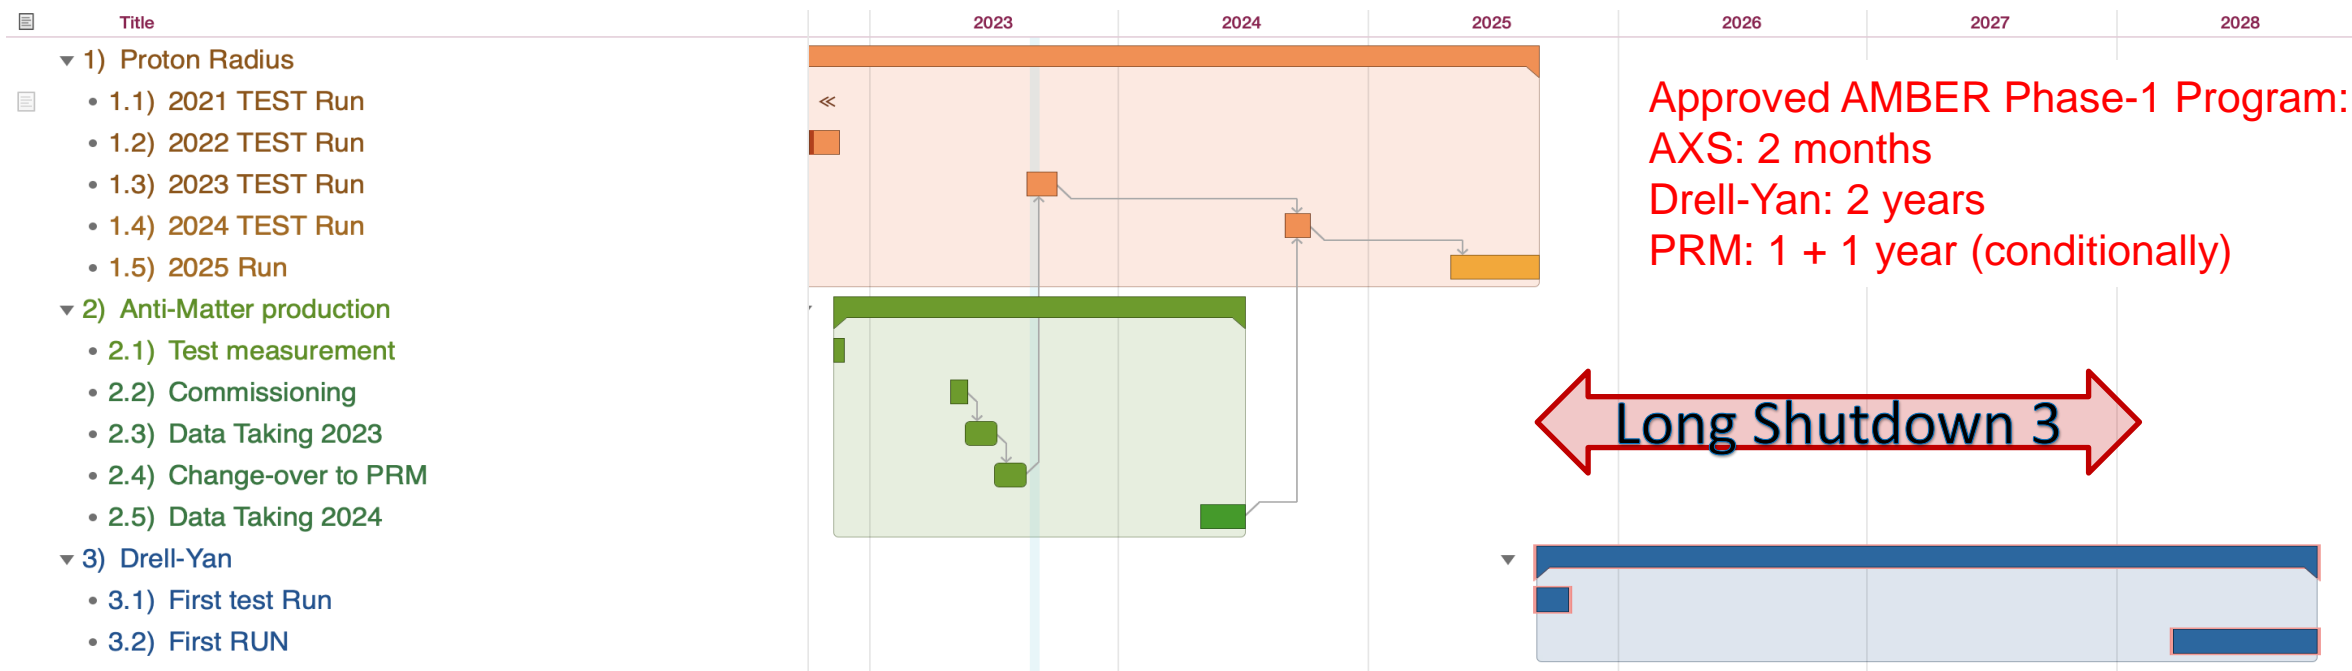 Title 2023 2024 2025 2026 2027 2028
1) Proton Radius
1.1) 2021 TEST Run
1.2) 2022 TEST Run
1.3) 2023 TEST Run
1.4) 2024 TEST Run
1.5) 2025 Run
2) Anti-Matter production
2.1) Test measurement
2.2) Commissioning
2.3) Data Taking 2023
2.4) Change-over to PRM
2.5) Data Taking 2024
3) Drell-Yan
3.1) First test Run
3.2) First RUN
Approved AMBER Phase-1 Program:
AXS: 2 months
Drell-Yan: 2 years
PRM: 1 + 1 year (conditionally)
Long Shutdown 3